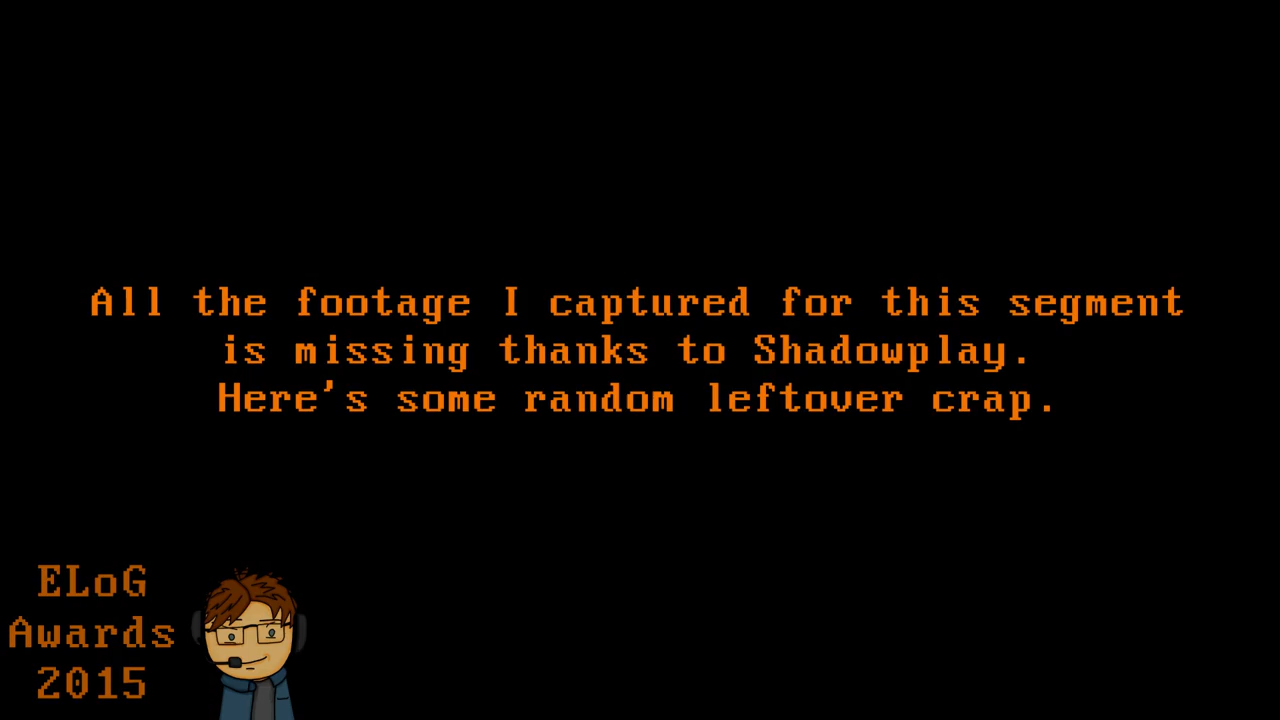 All the footage I captured for this segment
is missing thanks to Shadowplay.
Here's some random leftover crap.
ELoG
Awards
2015